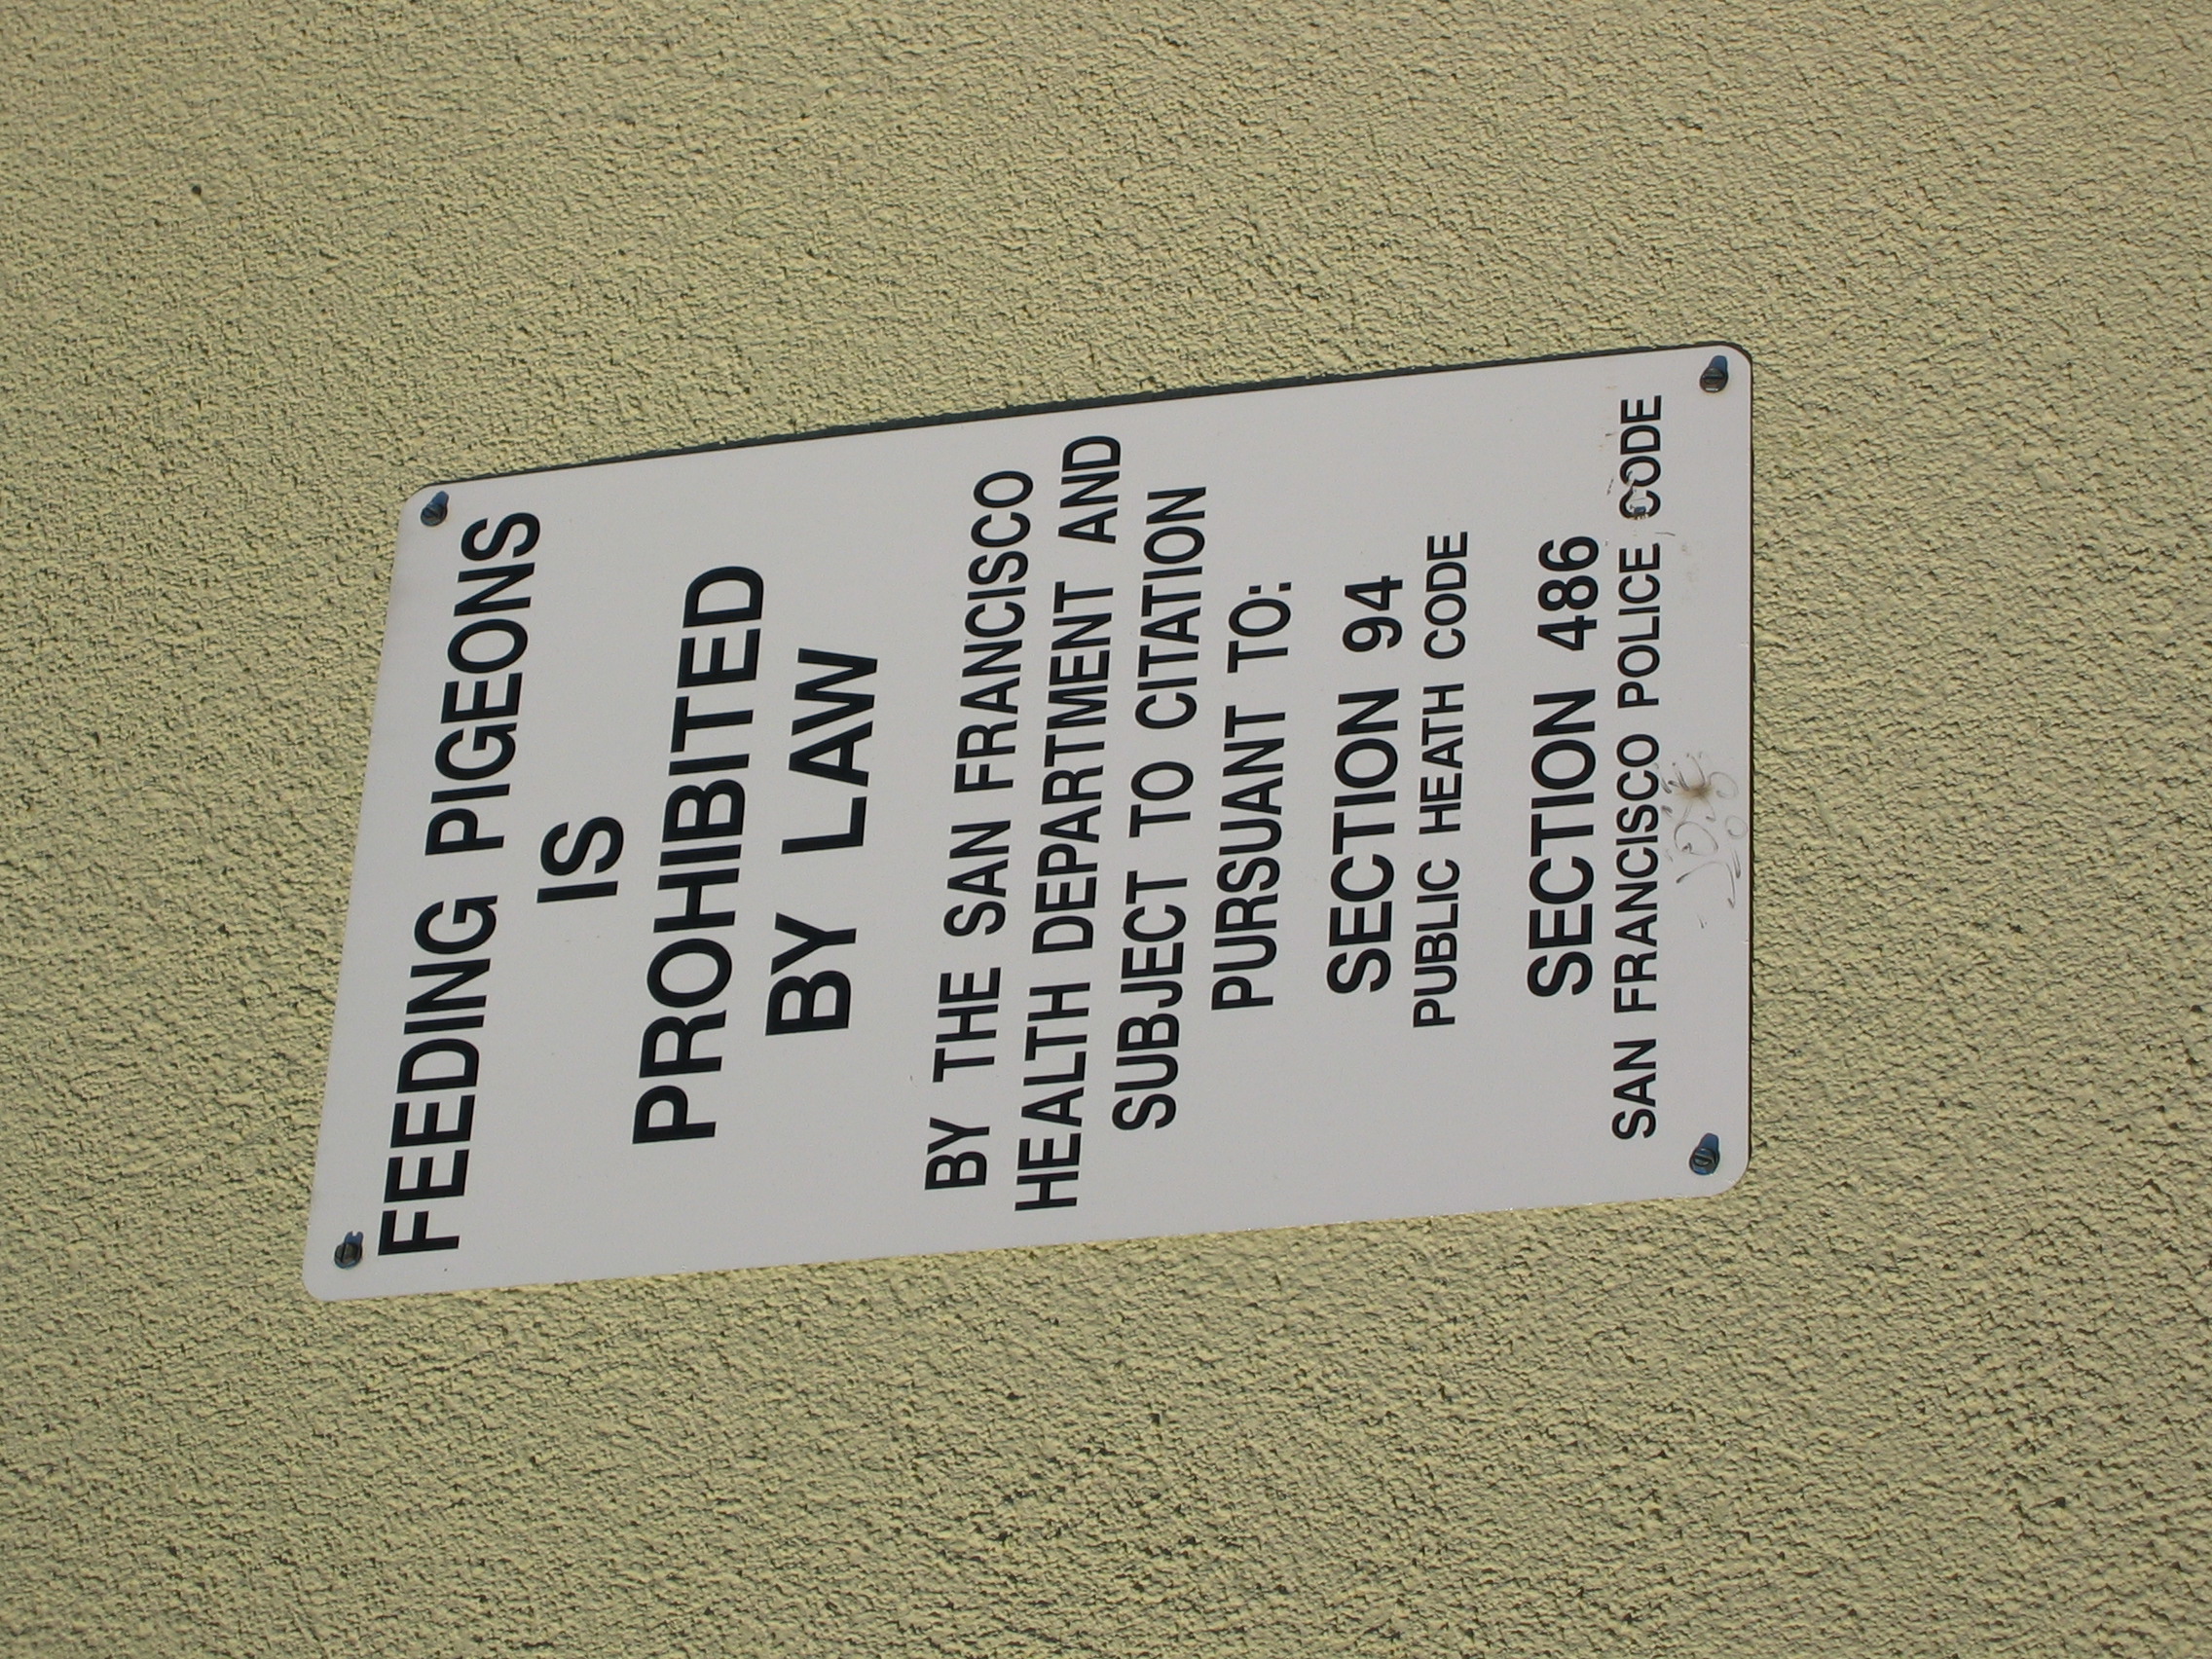 FEEDING PIGEONS
IS
PROHIBITED
BY LAW
BY THE SAN FRANCISCO
HEALTH DEPARTMENT AND
SUBJECT TO CITATION
PURSUANT TO:
SECTION 94
PUBLIC HEATH CODE
SECTION 486
SAN FRANCISCO POLICE CODE